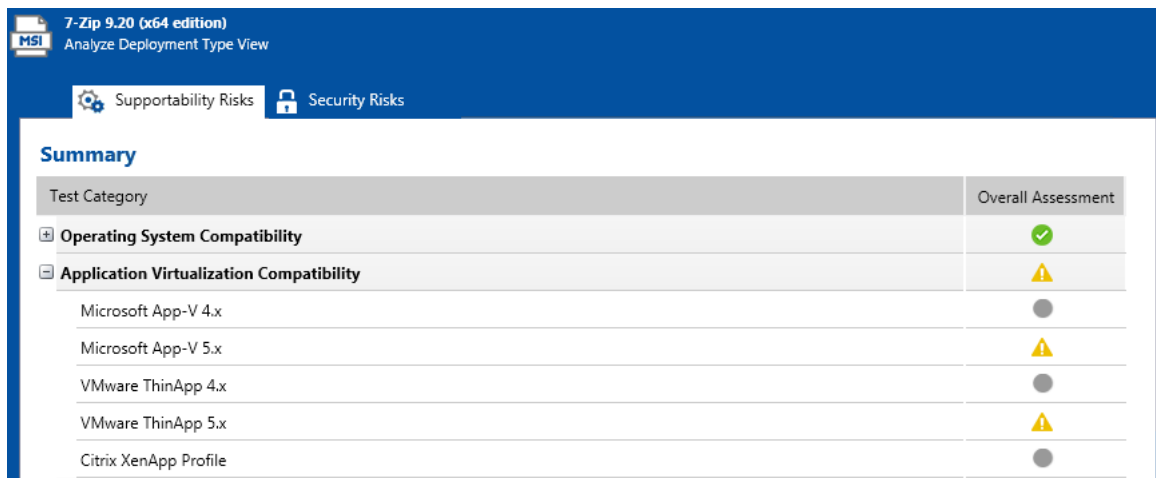 7-Zip 9.20 (x64 edition)
MSI
Analyze Deployment Type View
Supportability Risks
Security Risks
Summary
Test Category Overall Assessment
Operating System Compatibility
Application Virtualization Compatibility
Microsoft App-V 4.x
Microsoft App-V 5.x
VMware ThinApp 4.x
VMware ThinApp 5.x
Citrix XenApp Profile